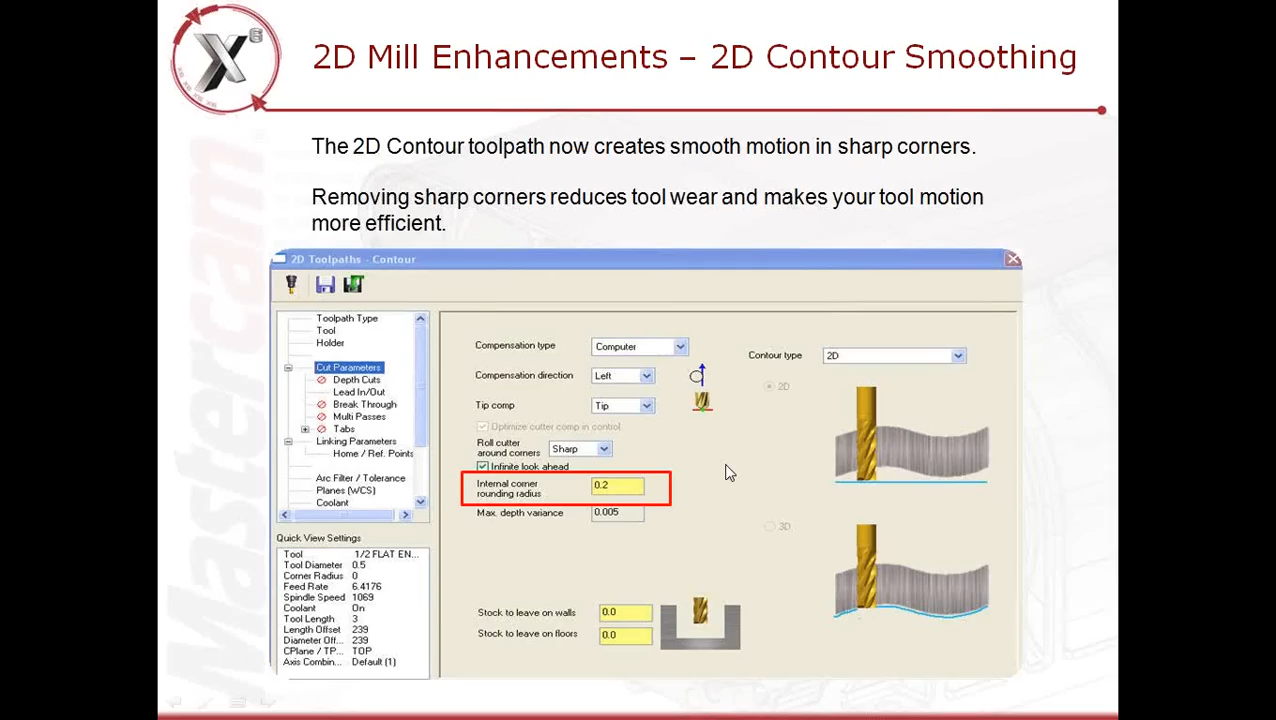 2D Mill Enhancements – 2D Contour Smoothing
The 2D Contour toolpath now creates smooth motion in sharp corners.
Removing sharp corners reduces tool wear and makes your tool motion
more efficient.
2D Toolpaths - Contour
Toolpath Type
Tool
Holder
Cut Parameters
Depth Cuts
Lead In/Out
Break Through
Multi Passes
Tabs
Linking Parameters
Home / Ref. Points
Arc Filter / Tolerance
Planes (WCS)
Coolant
Quick View Settings
Tool 1/2 FLAT EN...
Tool Diameter 0.5
Corner Radius 0
Feed Rate 6.4176
Spindle Speed 1069
Coolant On
Tool Length 3
Length Offset 239
Diameter Off... 239
CPlane / TP... TOP
Axis Combin... Default (1)
Compensation type Computer
Compensation direction Left
Tip comp Tip
Optimize cutter comp in control
Roll cutter
around corners Sharp
Infinite look ahead
Internal corner
rounding radius 0.2
Max. depth variance 0.005
Stock to leave on walls 0.0
Stock to leave on floors 0.0
Contour type 2D
2D
3D
X6
Mastercam